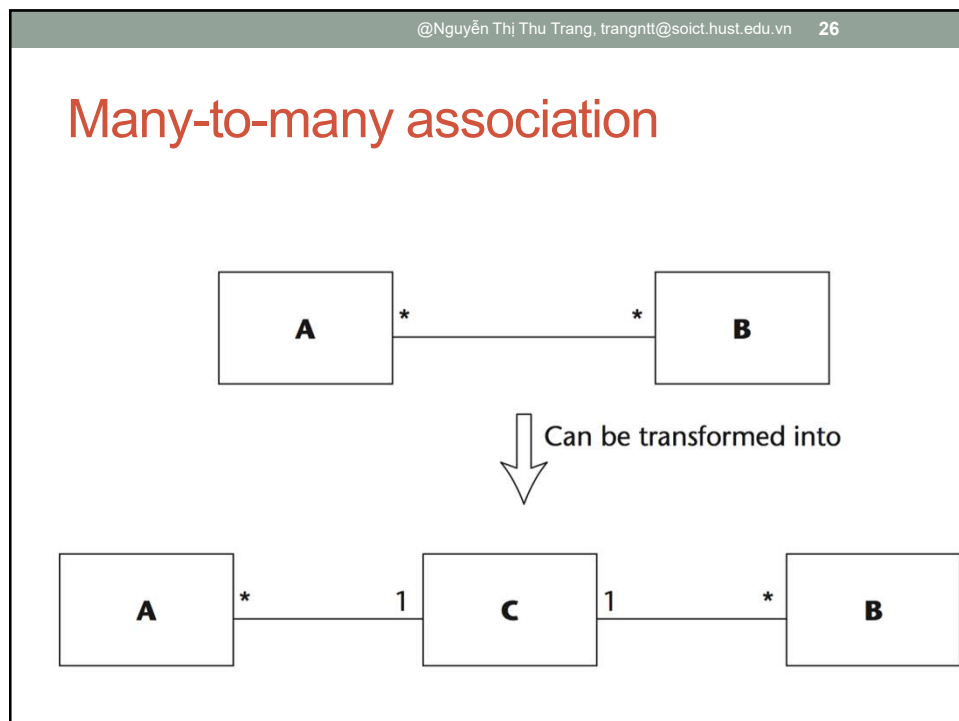 @Nguyễn Thị Thu Trang, trangntt@soict.hust.edu.vn 26
Many-to-many association
A * * B
Can be transformed into
A * 1 C 1 * B